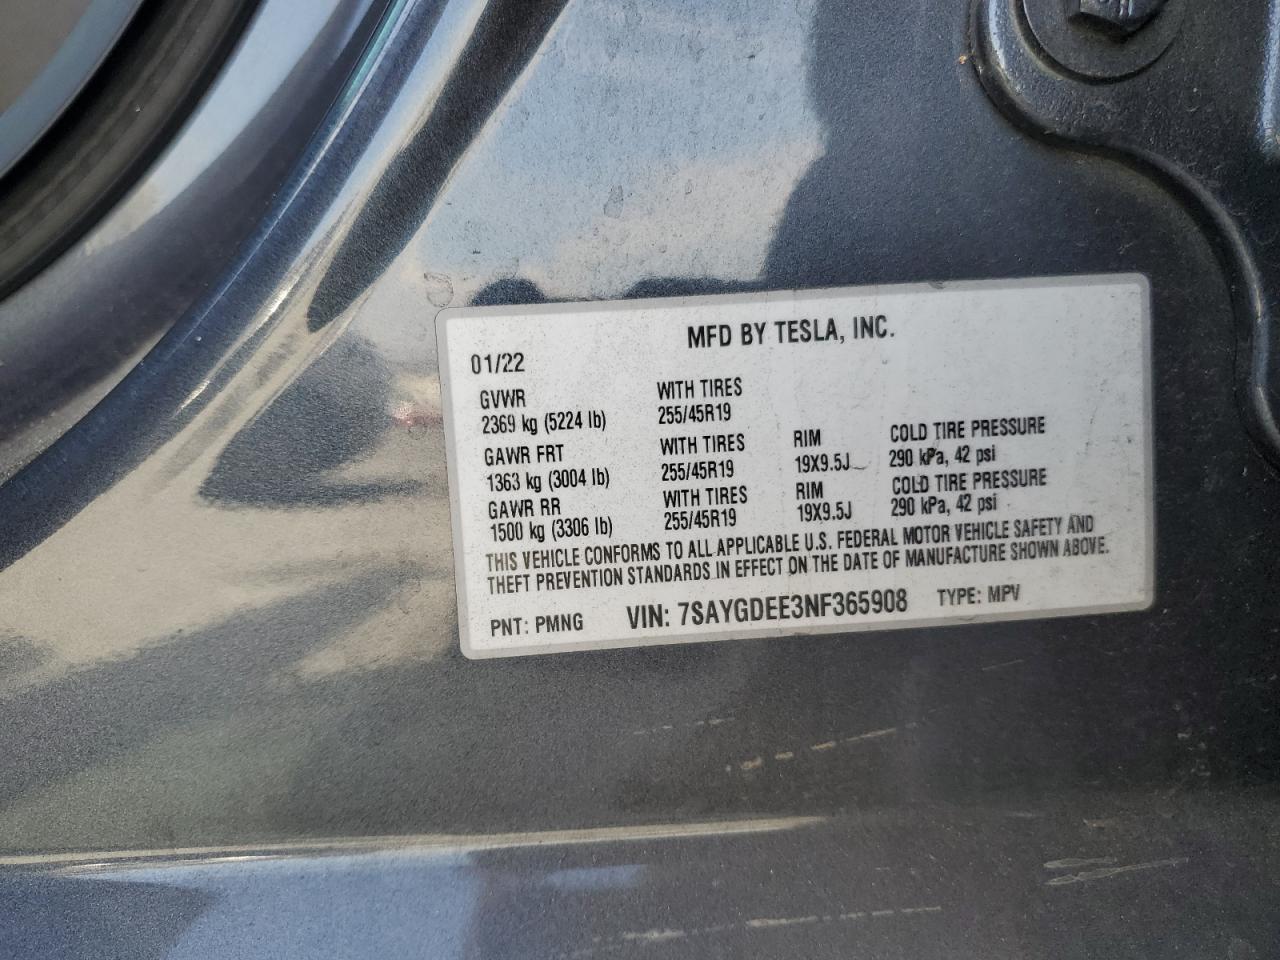 MFD BY TESLA, INC.
01/22
GVWR WITH TIRES
2369 kg (5224 lb) 255/45R19
GAWR FRT WITH TIRES RIM COLD TIRE PRESSURE
1363 kg (3004 lb) 255/45R19 19X9.5J 290 kPa, 42 psi
GAWR RR WITH TIRES RIM COLD TIRE PRESSURE
1500 kg (3306 lb) 255/45R19 19X9.5J 290 kPa, 42 psi
THIS VEHICLE CONFORMS TO ALL APPLICABLE U.S. FEDERAL MOTOR VEHICLE SAFETY AND
THEFT PREVENTION STANDARDS IN EFFECT ON THE DATE OF MANUFACTURE SHOWN ABOVE.
PNT: PMNG VIN: 7SAYGDEE3NF365908 TYPE: MPV